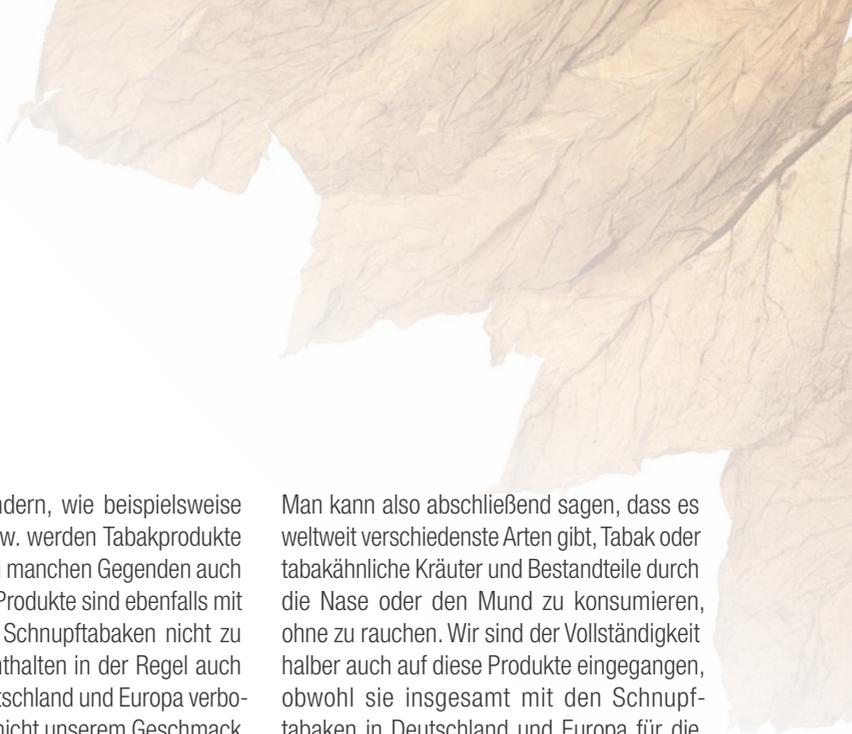 wie beispielsweise
werden Tabakprodukte
manchen Gegenden auch
Produkte sind ebenfalls mit
Schnupftabaken nicht zu
in der Regel auch
und Europa verbo-
nicht unserem Geschmack
Man kann also abschließend sagen, dass es
weltweit verschiedenste Arten gibt, Tabak oder
tabakähnliche Kräuter und Bestandteile durch
die Nase oder den Mund zu konsumieren,
ohne zu rauchen. Wir sind der Vollständigkeit
halber auch auf diese Produkte eingegangen,
obwohl sie insgesamt mit den Schnupf-
tabaken in Deutschland und Europa für die